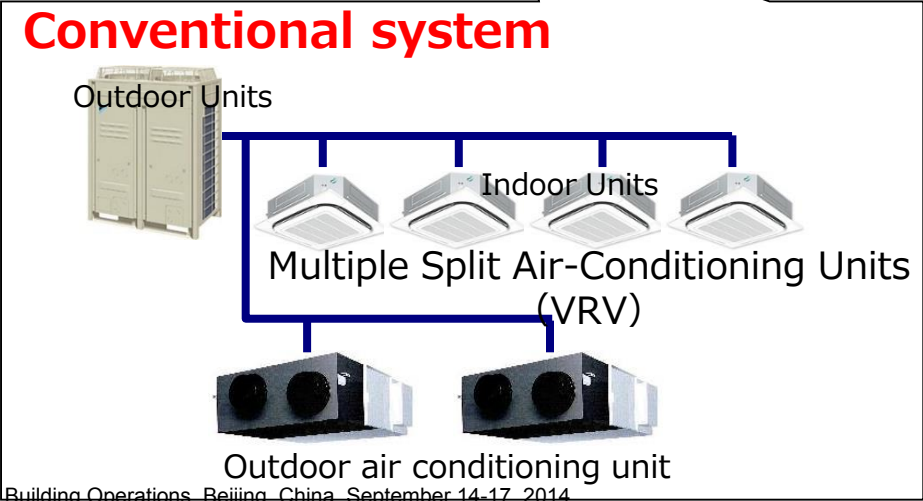 Conventional system
Outdoor Units
Indoor Units
Multiple Split Air-Conditioning Units
(VRV)
Outdoor air conditioning unit
Building Operations, Beijing, China, September 14-17, 2014